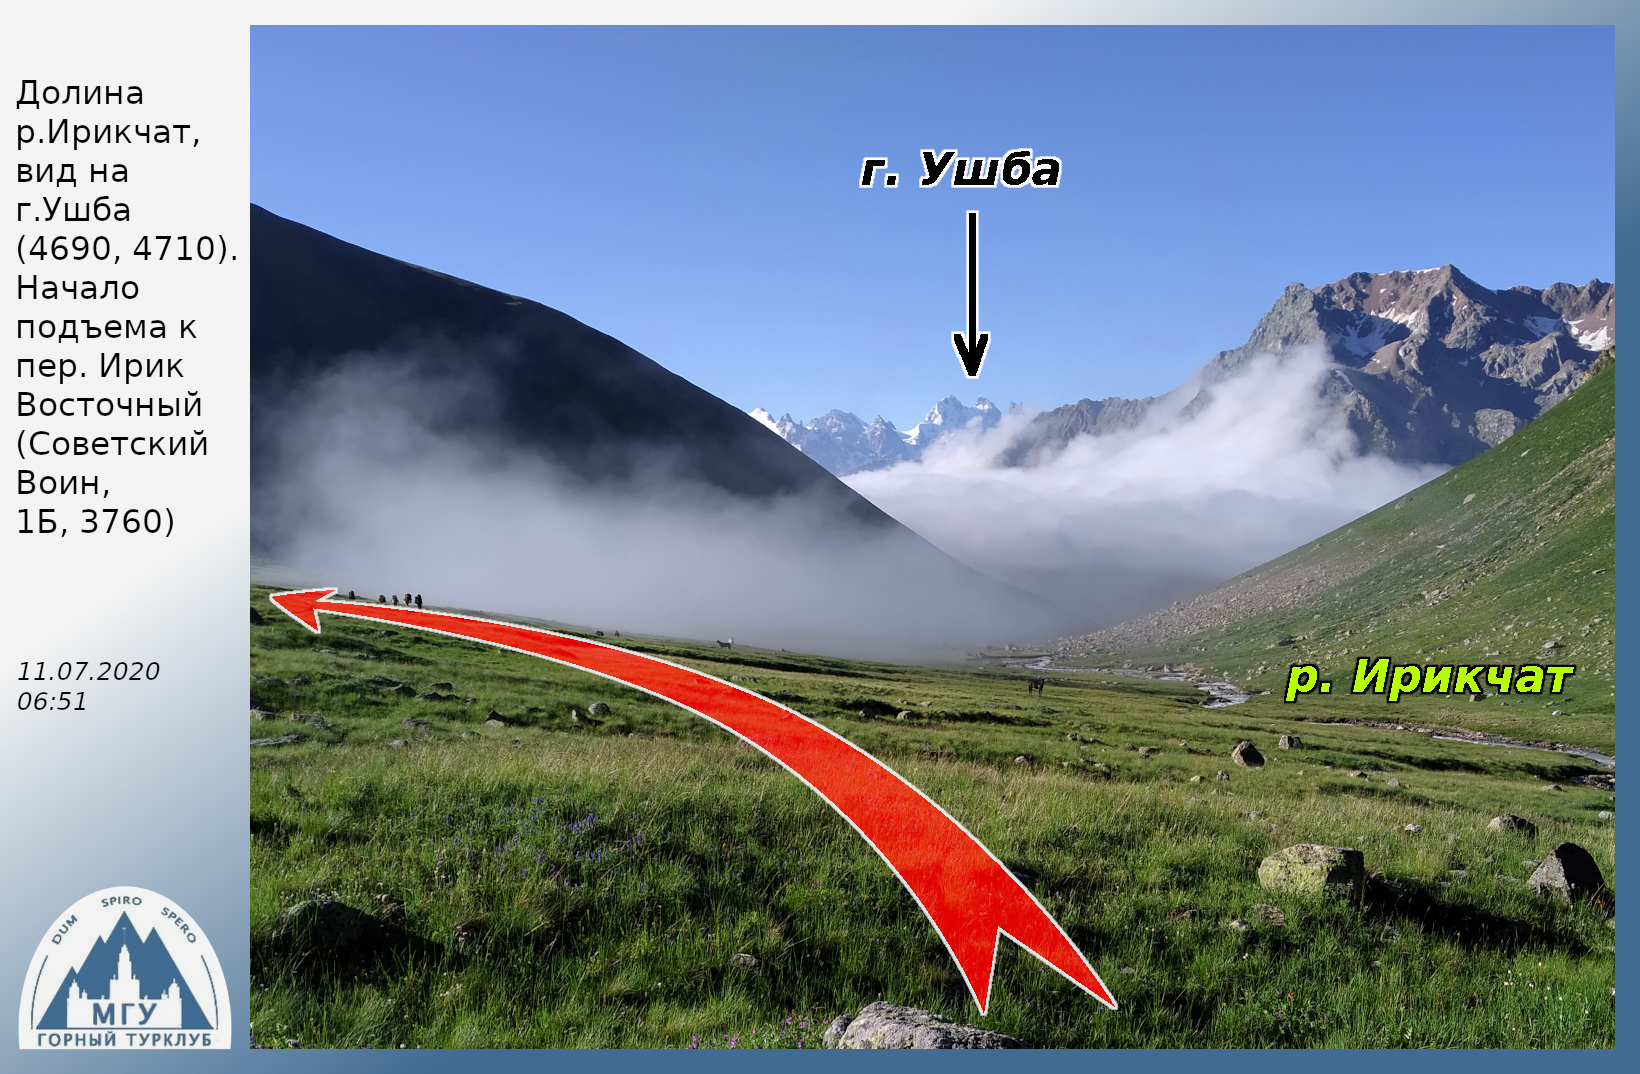 Долина
р.Ирикчат,
вид на
г.Ушба
(4690, 4710).
Начало
подъема к
пер. Ирик
Восточный
(Советский
Воин,
1Б, 3760)
11.07.2020
06:51
DUM SPIRO SPERO
МГУ
ГОРНЫЙ ТУРКЛУБ
г. Ушба
р. Ирикчат